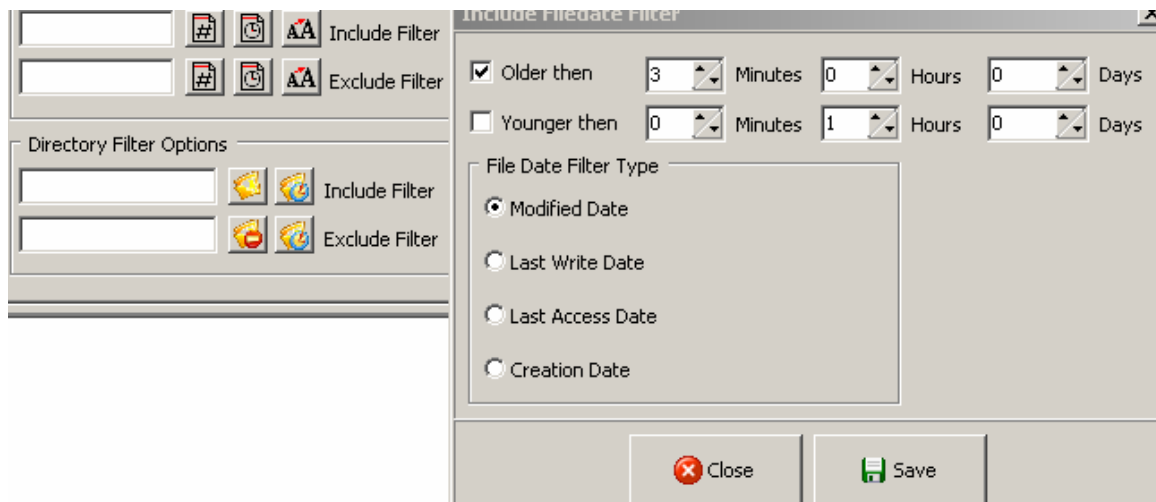 Include Filter
Exclude Filter
Directory Filter Options
Include Filter
Exclude Filter
Include Filedate Filter
Older then 3 Minutes 0 Hours 0 Days
Younger then 0 Minutes 1 Hours 0 Days
File Date Filter Type
Modified Date
Last Write Date
Last Access Date
Creation Date
Close Save